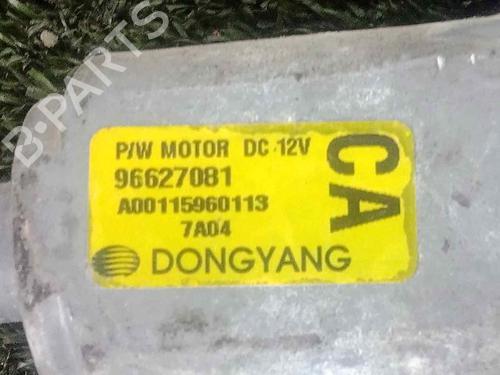 B-PARTS
P/W MOTOR DC 12V
96627081
A00115960113
7A04
DONGYANG
CA